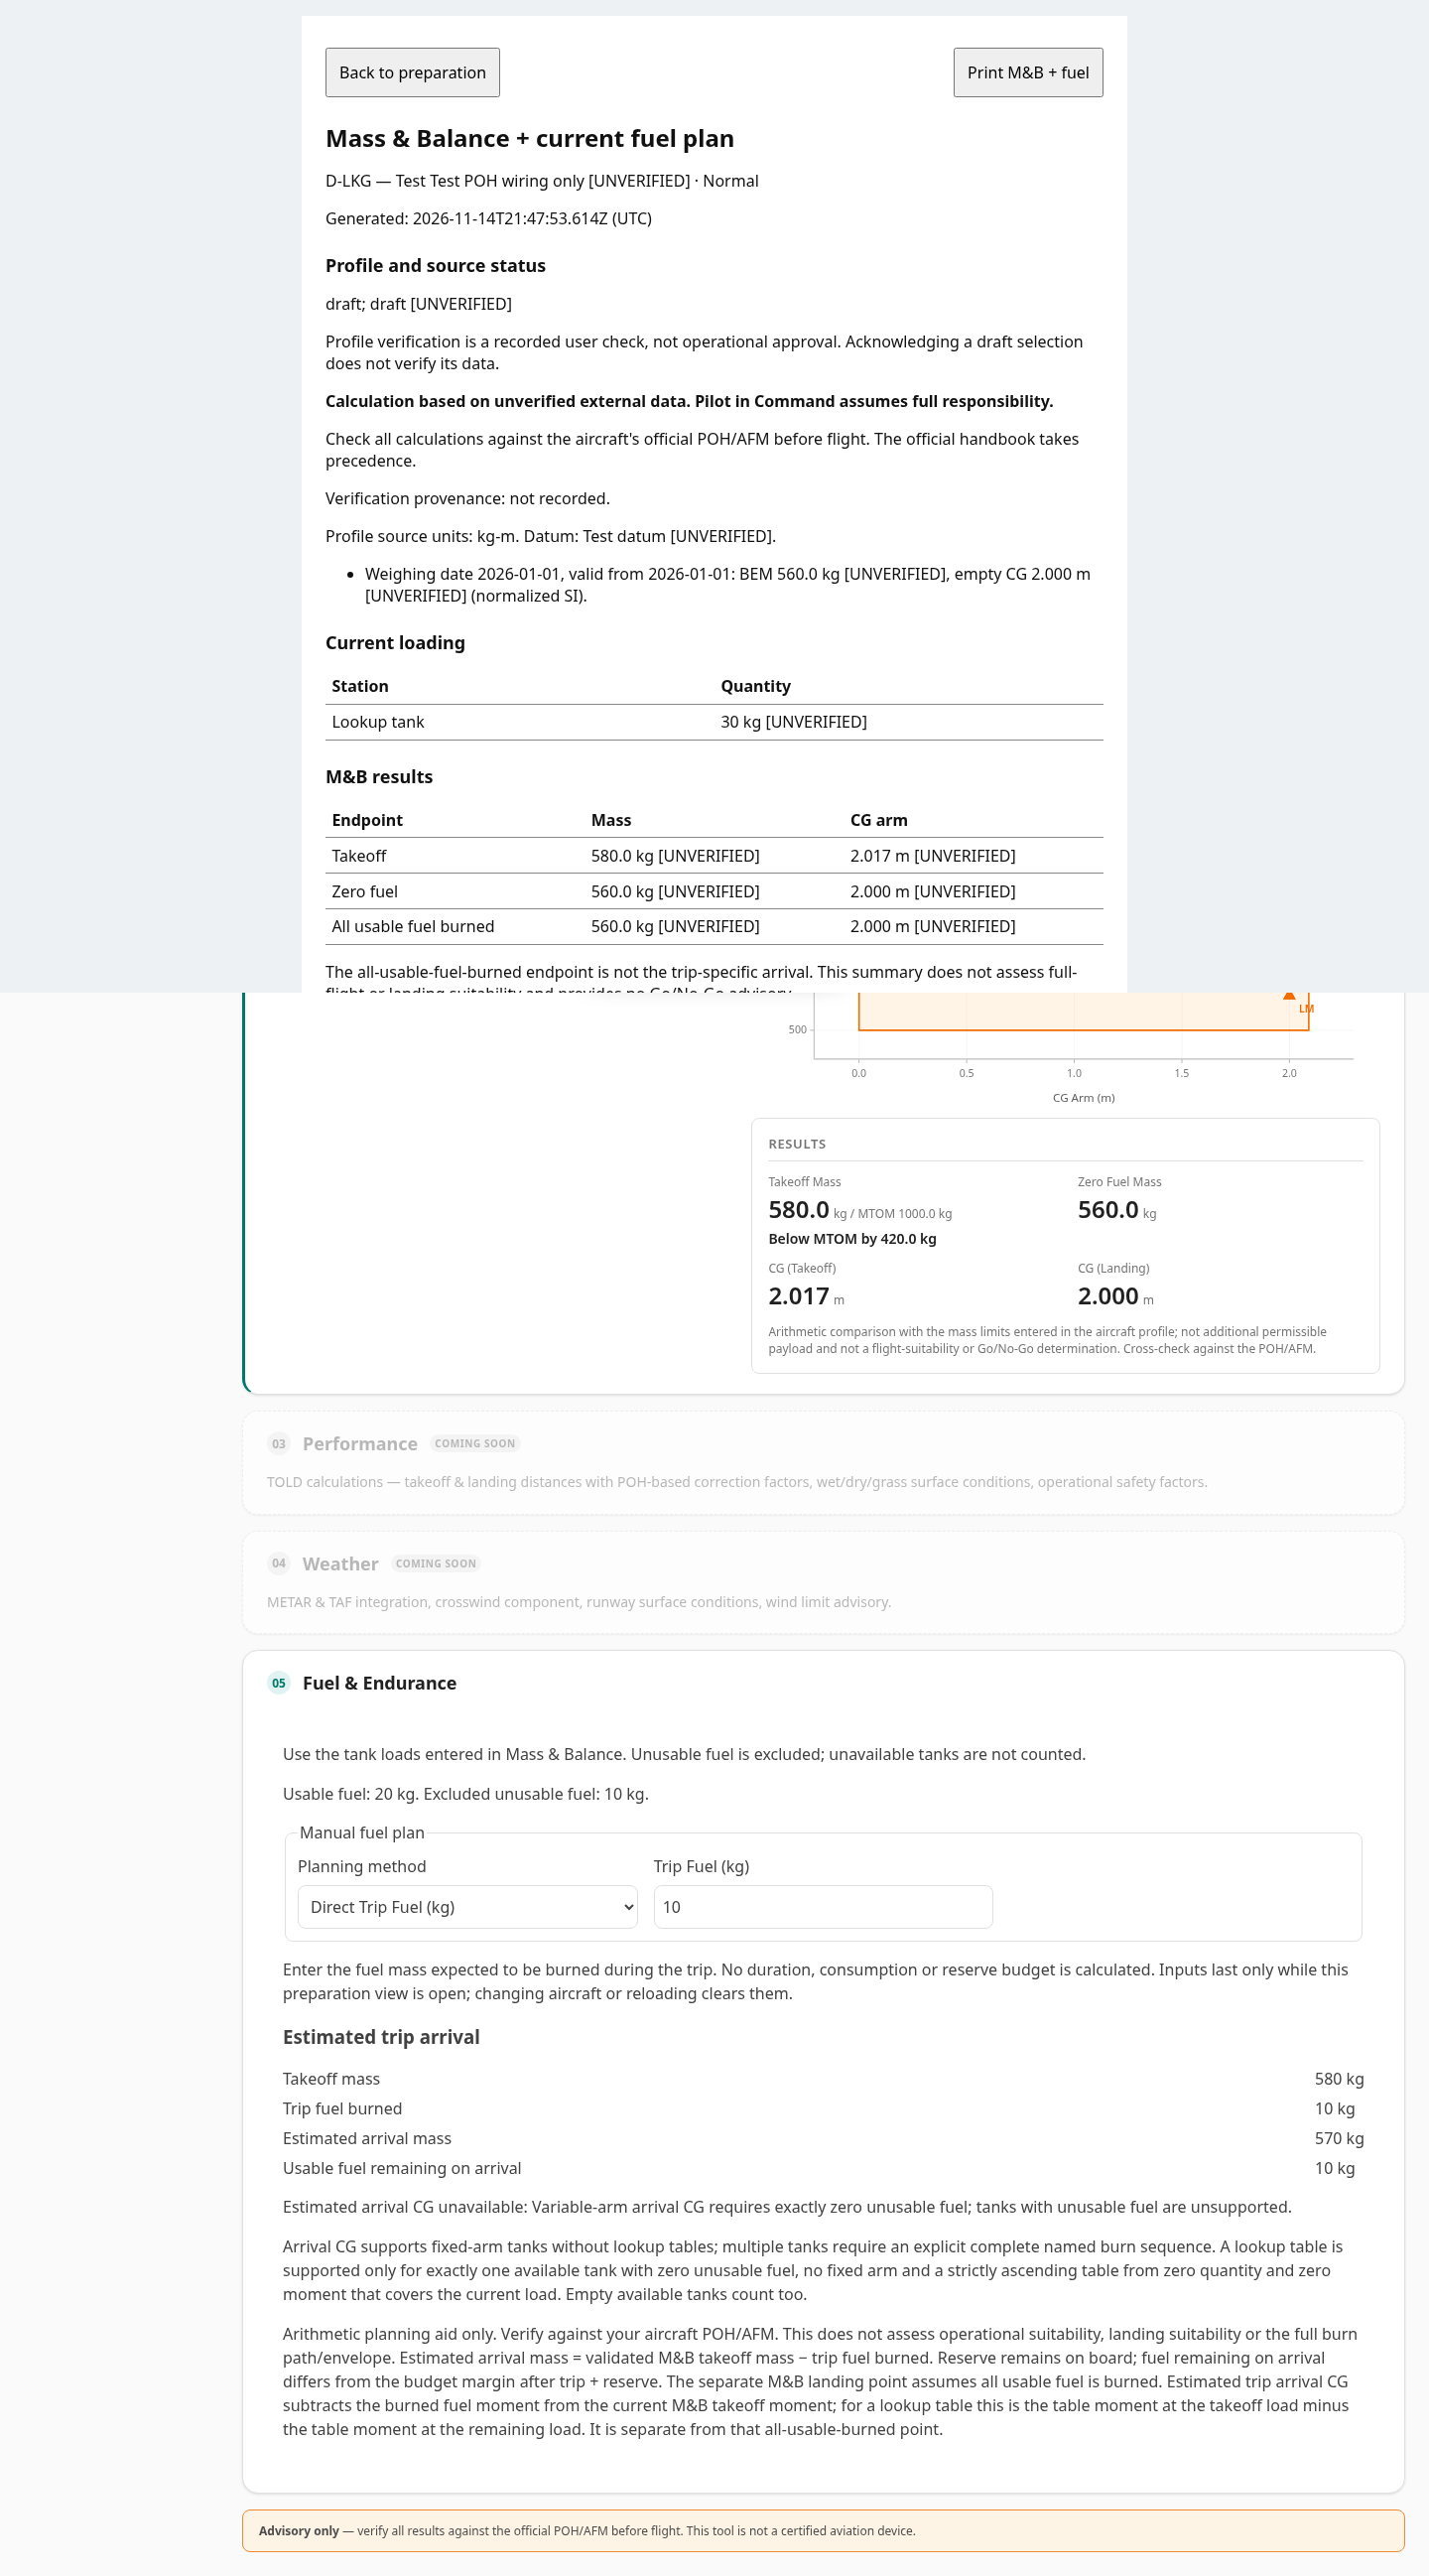 Back to preparation
Print M&B + fuel
Mass & Balance + current fuel plan
D-LKG — Test Test POH wiring only [UNVERIFIED] · Normal
Generated: 2026-11-14T21:47:53.614Z (UTC)
Profile and source status
draft; draft [UNVERIFIED]
Profile verification is a recorded user check, not operational approval. Acknowledging a draft selection
does not verify its data.
Calculation based on unverified external data. Pilot in Command assumes full responsibility.
Check all calculations against the aircraft's official POH/AFM before flight. The official handbook takes
precedence.
Verification provenance: not recorded.
Profile source units: kg-m. Datum: Test datum [UNVERIFIED].
• Weighing date 2026-01-01, valid from 2026-01-01: BEM 560.0 kg [UNVERIFIED], empty CG 2.000 m
[UNVERIFIED] (normalized SI).
Current loading
Station Quantity
Lookup tank 30 kg [UNVERIFIED]
M&B results
Endpoint Mass CG arm
Takeoff 580.0 kg [UNVERIFIED] 2.017 m [UNVERIFIED]
Zero fuel 560.0 kg [UNVERIFIED] 2.000 m [UNVERIFIED]
All usable fuel burned 560.0 kg [UNVERIFIED] 2.000 m [UNVERIFIED]
The all-usable-fuel-burned endpoint is not the trip-specific arrival. This summary does not assess full-
flight or landing suitability and provides no Go/No-Go advisory.
LM
500
0.0 0.5 1.0 1.5 2.0
CG Arm (m)
RESULTS
Takeoff Mass Zero Fuel Mass
580.0 kg / MTOM 1000.0 kg 560.0 kg
Below MTOM by 420.0 kg
CG (Takeoff) CG (Landing)
2.017 m 2.000 m
Arithmetic comparison with the mass limits entered in the aircraft profile; not additional permissible
payload and not a flight-suitability or Go/No-Go determination. Cross-check against the POH/AFM.
03 Performance COMING SOON
TOLD calculations — takeoff & landing distances with POH-based correction factors, wet/dry/grass surface conditions, operational safety factors.
04 Weather COMING SOON
METAR & TAF integration, crosswind component, runway surface conditions, wind limit advisory.
05 Fuel & Endurance
Use the tank loads entered in Mass & Balance. Unusable fuel is excluded; unavailable tanks are not counted.
Usable fuel: 20 kg. Excluded unusable fuel: 10 kg.
Manual fuel plan
Planning method Trip Fuel (kg)
Direct Trip Fuel (kg) 10
Enter the fuel mass expected to be burned during the trip. No duration, consumption or reserve budget is calculated. Inputs last only while this
preparation view is open; changing aircraft or reloading clears them.
Estimated trip arrival
Takeoff mass 580 kg
Trip fuel burned 10 kg
Estimated arrival mass 570 kg
Usable fuel remaining on arrival 10 kg
Estimated arrival CG unavailable: Variable-arm arrival CG requires exactly zero unusable fuel; tanks with unusable fuel are unsupported.
Arrival CG supports fixed-arm tanks without lookup tables; multiple tanks require an explicit complete named burn sequence. A lookup table is
supported only for exactly one available tank with zero unusable fuel, no fixed arm and a strictly ascending table from zero quantity and zero
moment that covers the current load. Empty available tanks count too.
Arithmetic planning aid only. Verify against your aircraft POH/AFM. This does not assess operational suitability, landing suitability or the full burn
path/envelope. Estimated arrival mass = validated M&B takeoff mass − trip fuel burned. Reserve remains on board; fuel remaining on arrival
differs from the budget margin after trip + reserve. The separate M&B landing point assumes all usable fuel is burned. Estimated trip arrival CG
subtracts the burned fuel moment from the current M&B takeoff moment; for a lookup table this is the table moment at the takeoff load minus
the table moment at the remaining load. It is separate from that all-usable-burned point.
Advisory only — verify all results against the official POH/AFM before flight. This tool is not a certified aviation device.